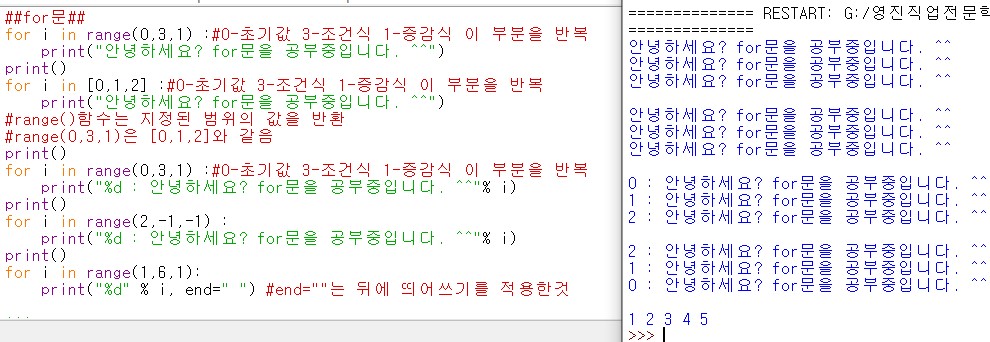 ##for문##
for i in range(0,3,1) :#0-초기값 3-조건식 1-증감식 이 부분을 반복
    print("안녕하세요? for문을 공부중입니다. ^^")
print()
for i in [0,1,2] :#0-초기값 3-조건식 1-증감식 이 부분을 반복
    print("안녕하세요? for문을 공부중입니다. ^^")
#range()함수는 지정된 범위의 값을 반환
#range(0,3,1)은 [0,1,2]와 같음
print()
for i in range(0,3,1) :#0-초기값 3-조건식 1-증감식 이 부분을 반복
    print("%d : 안녕하세요? for문을 공부중입니다. ^^"% i)
print()
for i in range(2,-1,-1) :
    print("%d : 안녕하세요? for문을 공부중입니다. ^^"% i)
print()
for i in range(1,6,1):
    print("%d" % i, end=" ") #end=""는 뒤에 띄어쓰기를 적용한것
============== RESTART: G:/영진직업전문학
==============
안녕하세요? for문을 공부중입니다. ^^
안녕하세요? for문을 공부중입니다. ^^
안녕하세요? for문을 공부중입니다. ^^
안녕하세요? for문을 공부중입니다. ^^
안녕하세요? for문을 공부중입니다. ^^
안녕하세요? for문을 공부중입니다. ^^
0 : 안녕하세요? for문을 공부중입니다. ^^
1 : 안녕하세요? for문을 공부중입니다. ^^
2 : 안녕하세요? for문을 공부중입니다. ^^
2 : 안녕하세요? for문을 공부중입니다. ^^
1 : 안녕하세요? for문을 공부중입니다. ^^
0 : 안녕하세요? for문을 공부중입니다. ^^
1 2 3 4 5
>>>